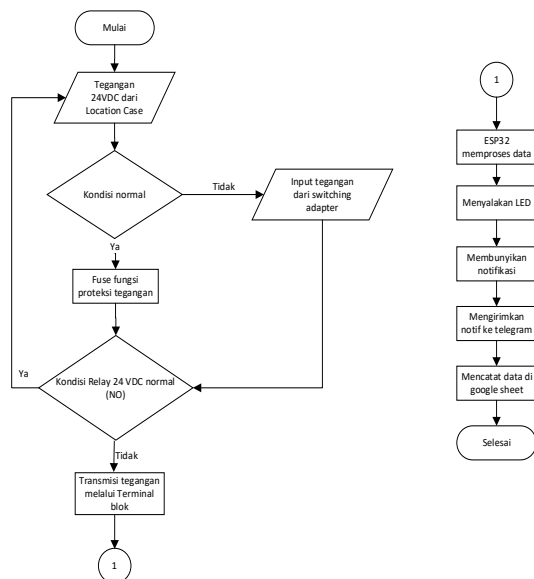 Mulai
Tegangan
24VDC dari
Location Case
Kondisi normal
Tidak
Input tegangan
dari switching
adapter
Ya
Fuse fungsi
proteksi tegangan
Ya
Kondisi Relay 24 VDC normal
(NO)
Tidak
Transmisi tegangan
melalui Terminal
blok
1
1
ESP32
memproses data
Menyalakan LED
Membunyikan
notifikasi
Mengirimkan
notif ke telegram
Mencatat data di
google sheet
Selesai